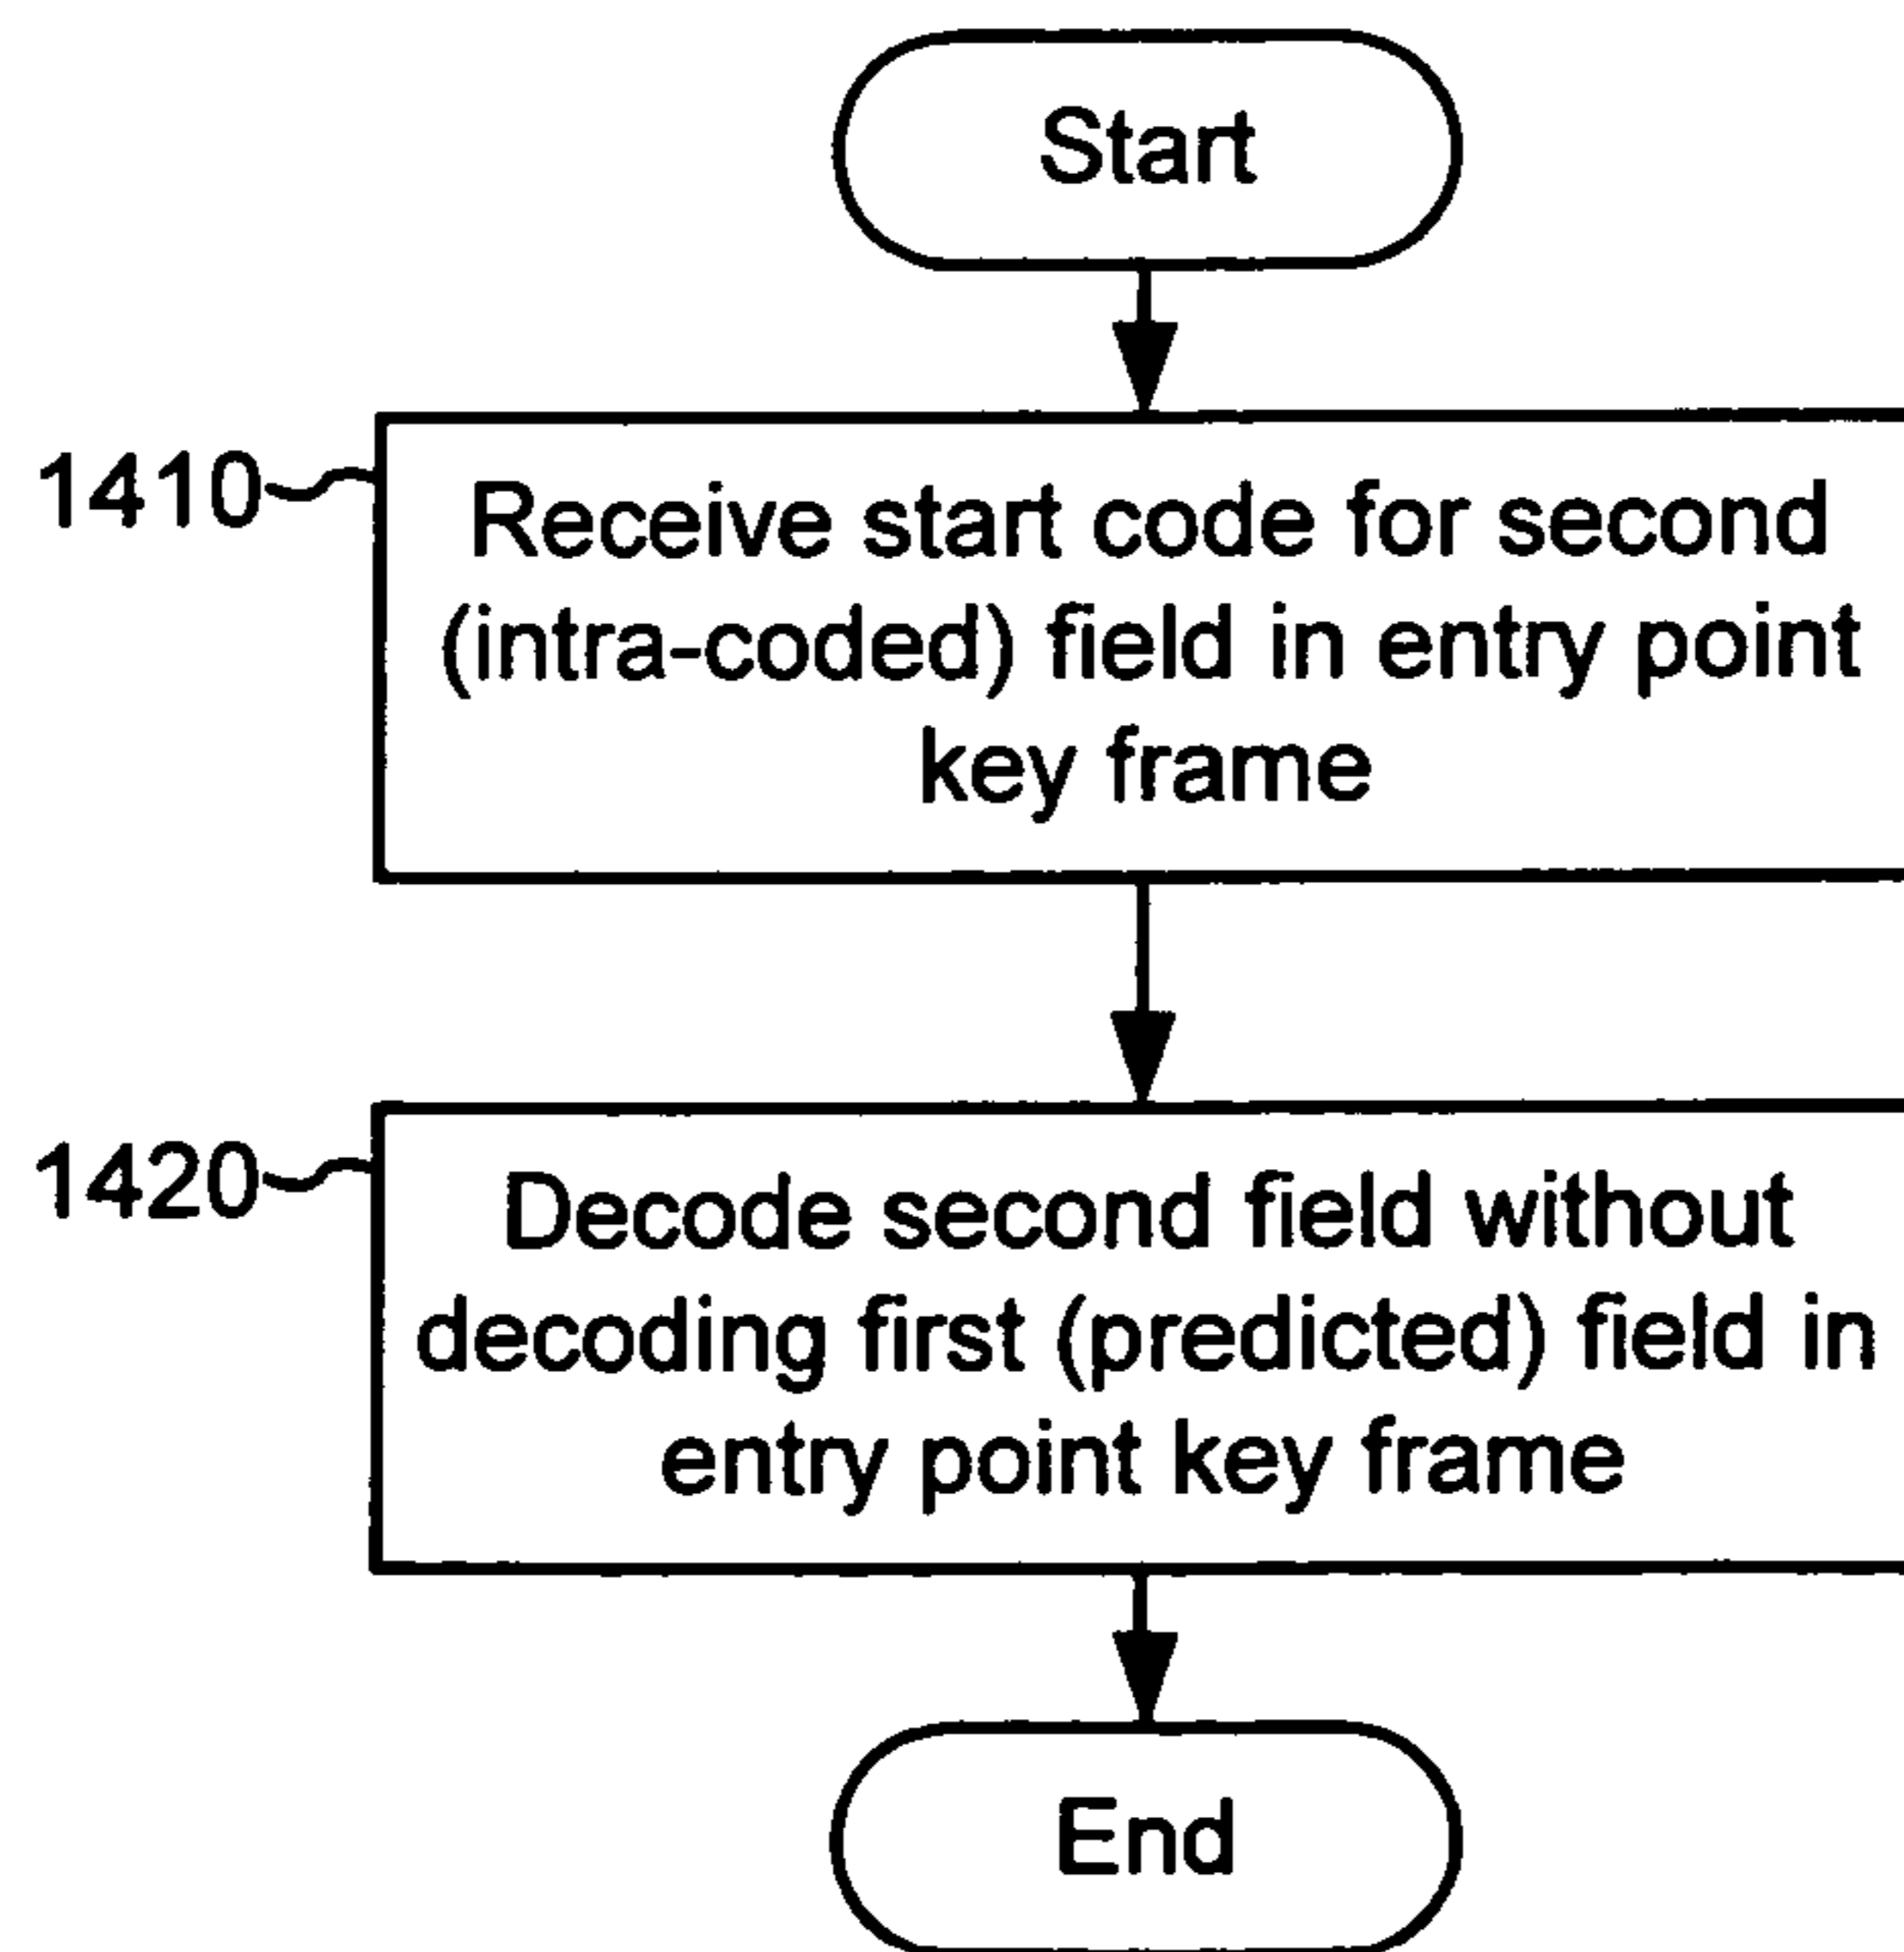 Start
1410
Receive start code for second
(intra-coded) field in entry point
key frame
1420
Decode second field without
decoding first (predicted) field in
entry point key frame
End